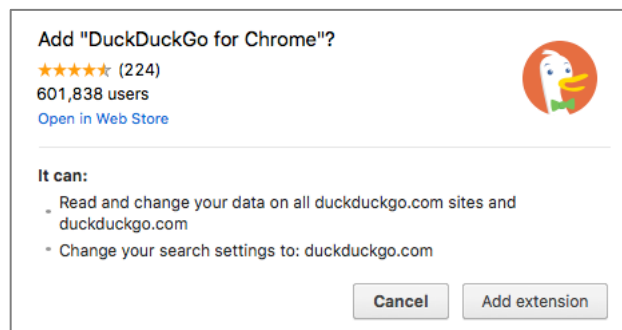 Add "DuckDuckGo for Chrome"?
(224)
601,838 users
Open in Web Store
It can:
Read and change your data on all duckduckgo.com sites and
duckduckgo.com
Change your search settings to: duckduckgo.com
Cancel
Add extension